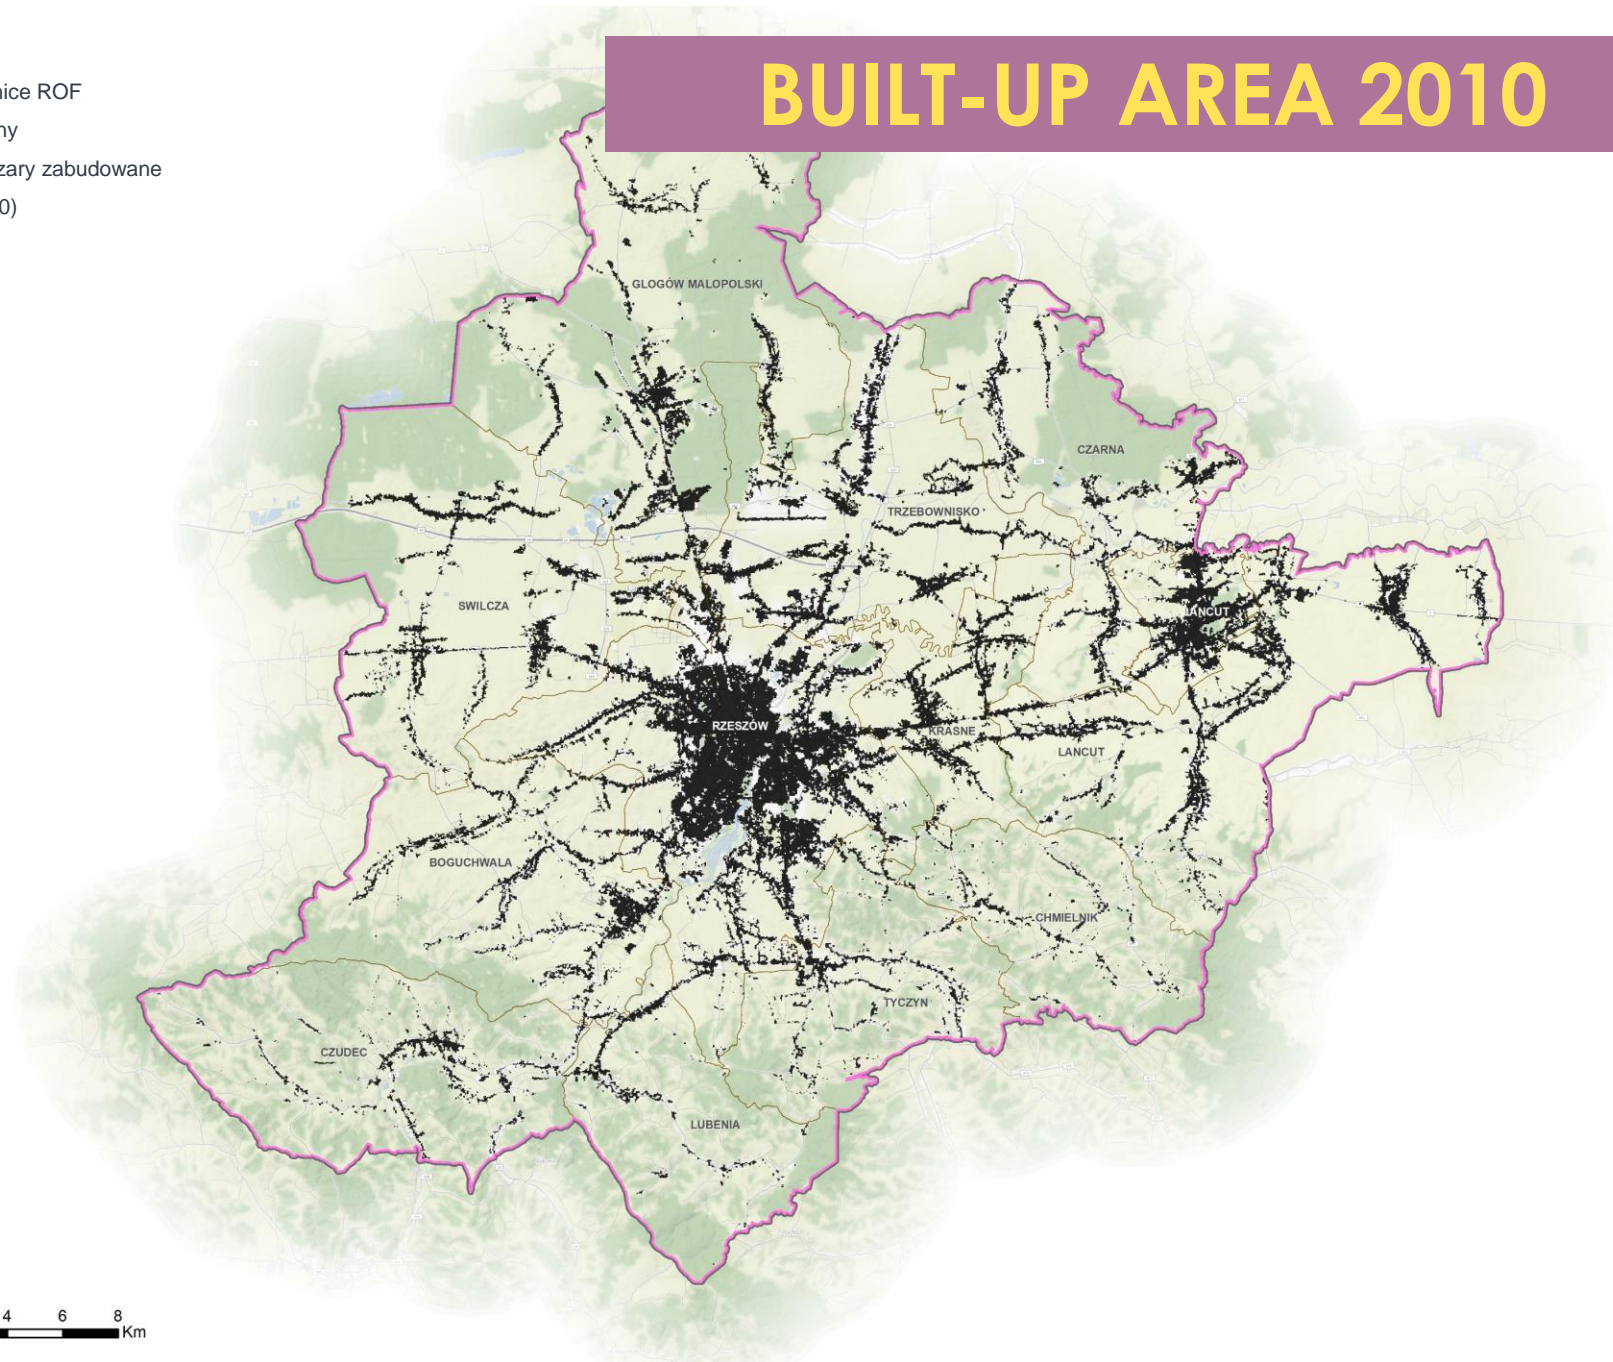 BUILT-UP AREA 2010
nice ROF
ny
zary zabudowane
0)
GLOGÓW MALOPOLSKI
CZARNA
TRZEBOWNISKO
SWILCZA
LANCUT
RZESZÓW
KRASNE
LANCUT
BOGUCHWALA
CHMIELNIK
TYCZYN
CZUDEC
LUBENIA
4 6 8
Km